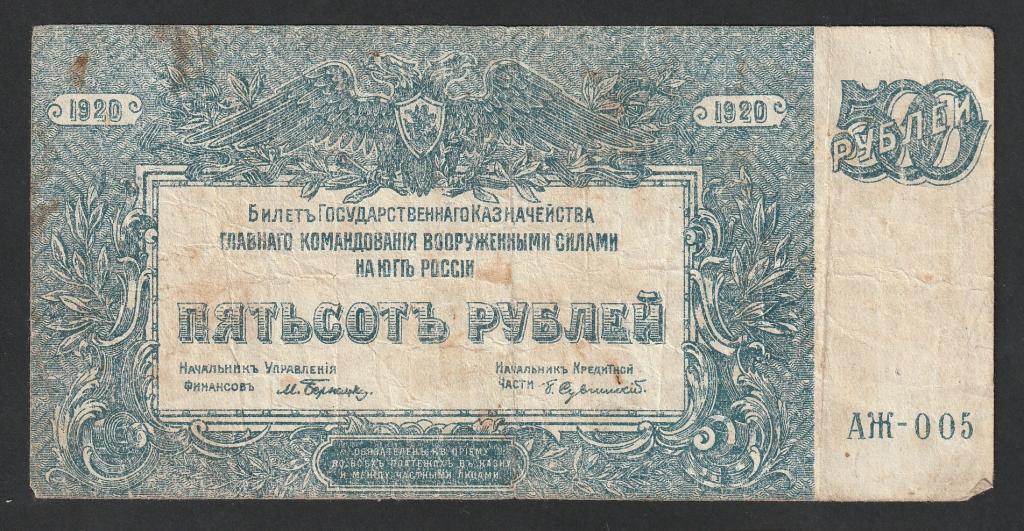 1920
1920
500
РУБЛЕЙ
БИЛЕТЪ ГОСУДАРСТВЕННАГО КАЗНАЧЕЙСТВА
ГЛАВНАГО КОМАНДОВАНІЯ ВООРУЖЕННЫМИ СИЛАМИ
НА ЮГѢ РОССІИ
ПЯТЬСОТЪ РУБЛЕЙ
НАЧАЛЬНИКЪ УПРАВЛЕНІЯ
ФИНАНСОВЪ
НАЧАЛЬНИКЪ КРЕДИТНОЙ
ЧАСТИ
АЖ-005
ОБЯЗАТЕЛЕНЪ КЪ ПРІЕМУ
ПО ВСѢМЪ ПЛАТЕЖАМЪ ВЪ КАЗНУ
И МЕЖДУ ЧАСТНЫМИ ЛИЦАМИ.